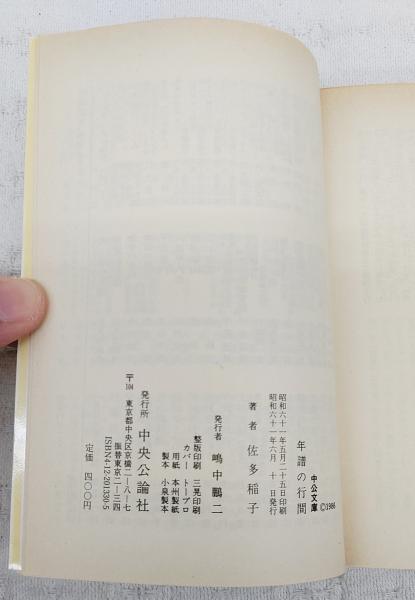 中公文庫 ©1986
年譜の行間
昭和六十一年五月二十五日印刷
昭和六十一年六月 十 日発行
著者 佐多稲子
発行者 嶋中鵬二
整版印刷 三晃印刷
カバー トープロ
用紙 本州製紙
製本 小泉製本
発行所 中央公論社
〒104 東京都中央区京橋二―八―七
振替東京二―三四
ISBN4-12-201330-5
定価 四〇〇円